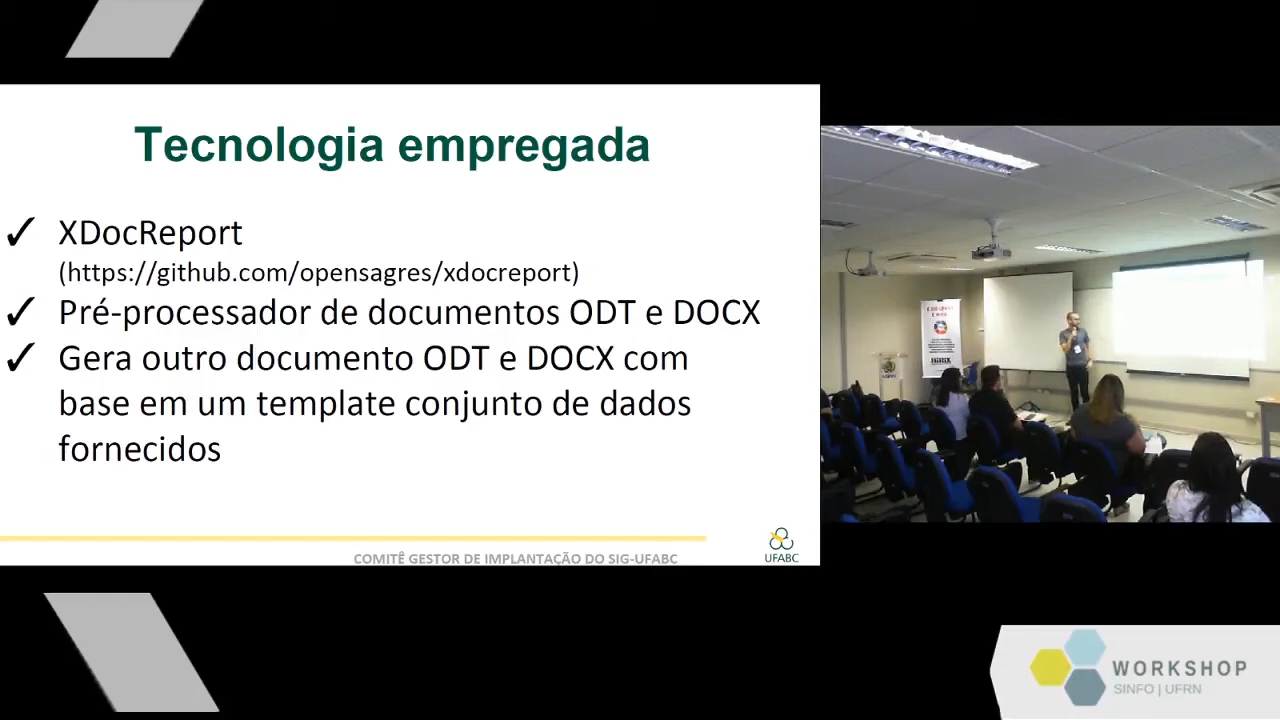 Tecnologia empregada
✓ XDocReport
(https://github.com/opensagres/xdocreport)
✓ Pré-processador de documentos ODT e DOCX
✓ Gera outro documento ODT e DOCX com
base em um template conjunto de dados
fornecidos
COMITÊ GESTOR DE IMPLANTAÇÃO DO SIG-UFABC
UFABC
WORKSHOP
SINFO | UFRN